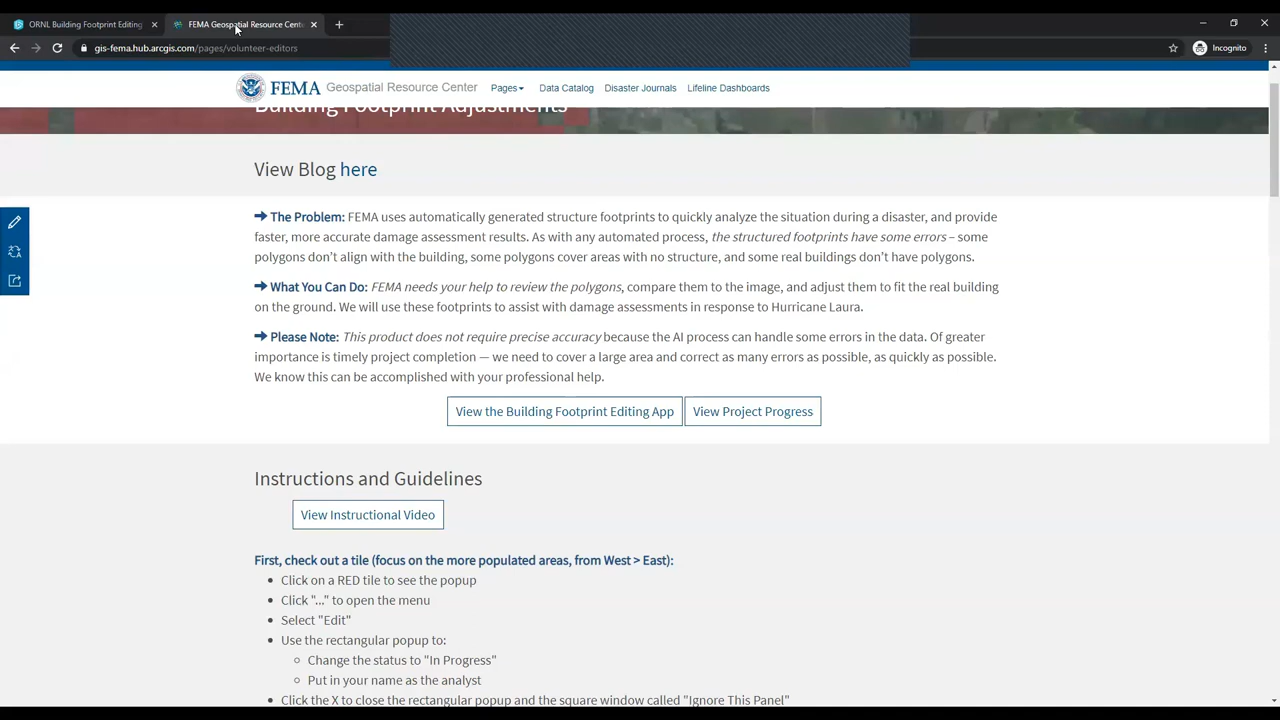 ORNL Building Footprint Editing
FEMA Geospatial Resource Cent
gis-fema.hub.arcgis.com/pages/volunteer-editors
Incognito
FEMA Geospatial Resource Center
Pages
Data Catalog
Disaster Journals
Lifeline Dashboards
Building Footprint Adjustments
View Blog here
The Problem: FEMA uses automatically generated structure footprints to quickly analyze the situation during a disaster, and provide
faster, more accurate damage assessment results. As with any automated process, the structured footprints have some errors – some
polygons don’t align with the building, some polygons cover areas with no structure, and some real buildings don’t have polygons.
What You Can Do: FEMA needs your help to review the polygons, compare them to the image, and adjust them to fit the real building
on the ground. We will use these footprints to assist with damage assessments in response to Hurricane Laura.
Please Note: This product does not require precise accuracy because the AI process can handle some errors in the data. Of greater
importance is timely project completion — we need to cover a large area and correct as many errors as possible, as quickly as possible.
We know this can be accomplished with your professional help.
View the Building Footprint Editing App
View Project Progress
Instructions and Guidelines
View Instructional Video
First, check out a tile (focus on the more populated areas, from West > East):
• Click on a RED tile to see the popup
• Click "..." to open the menu
• Select "Edit"
• Use the rectangular popup to:
○ Change the status to "In Progress"
○ Put in your name as the analyst
• Click the X to close the rectangular popup and the square window called "Ignore This Panel"